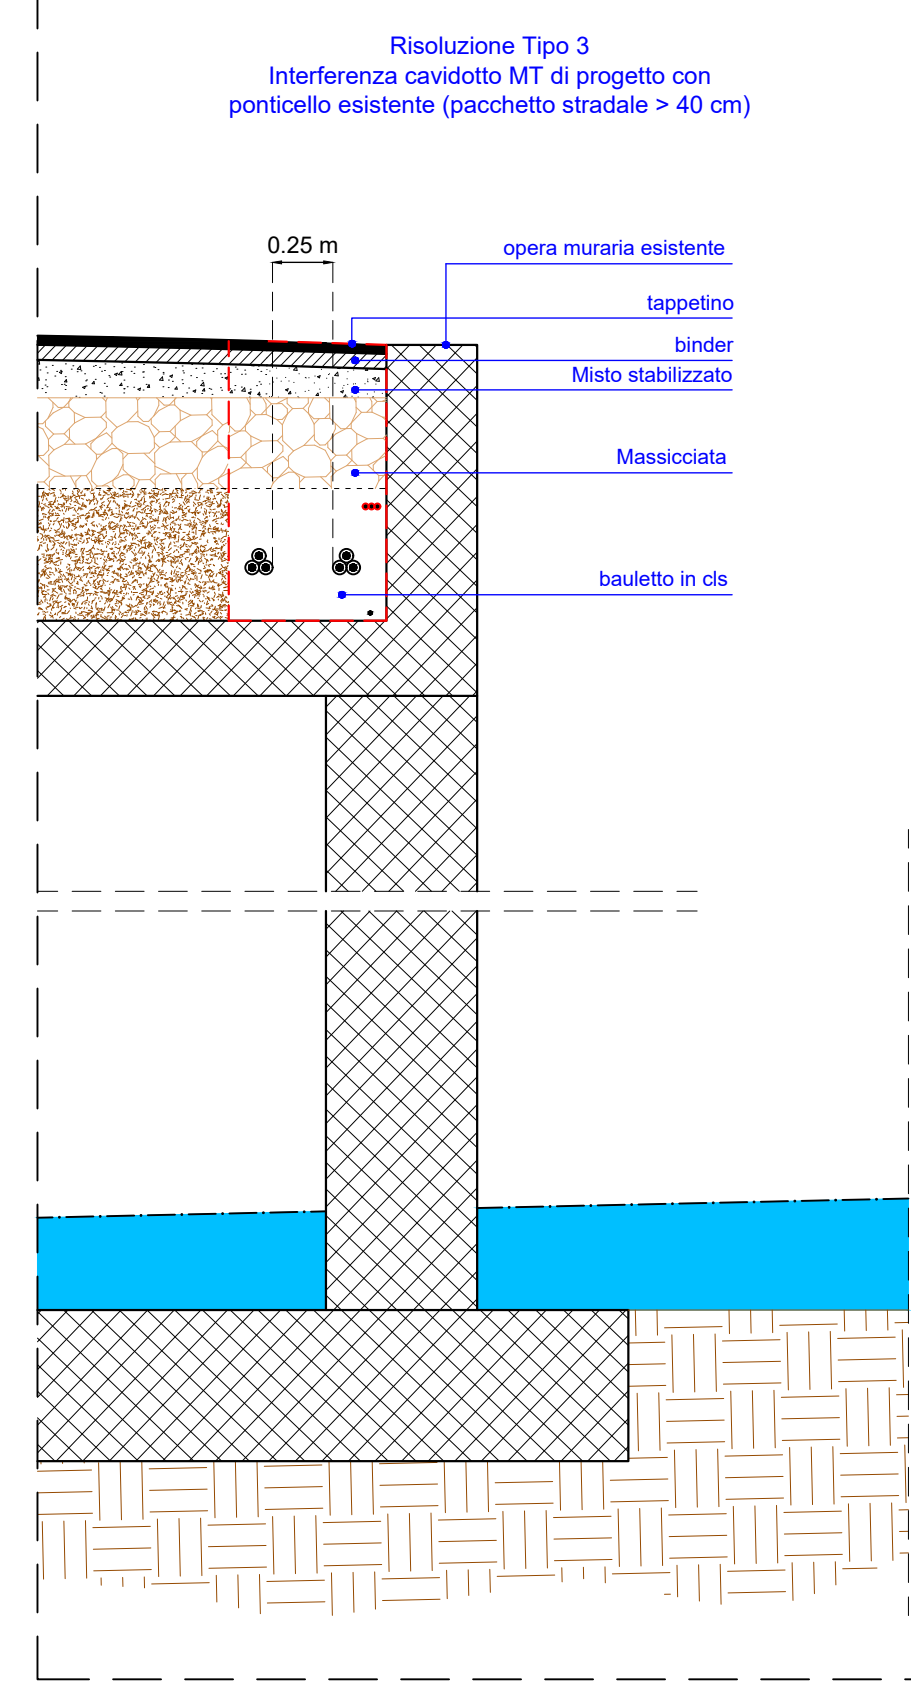 Risoluzione Tipo 3
Interferenza cavidotto MT di progetto con
ponticello esistente (pacchetto stradale > 40 cm)
0.25 m
opera muraria esistente
tappetino
binder
Misto stabilizzato
Massicciata
bauletto in cls